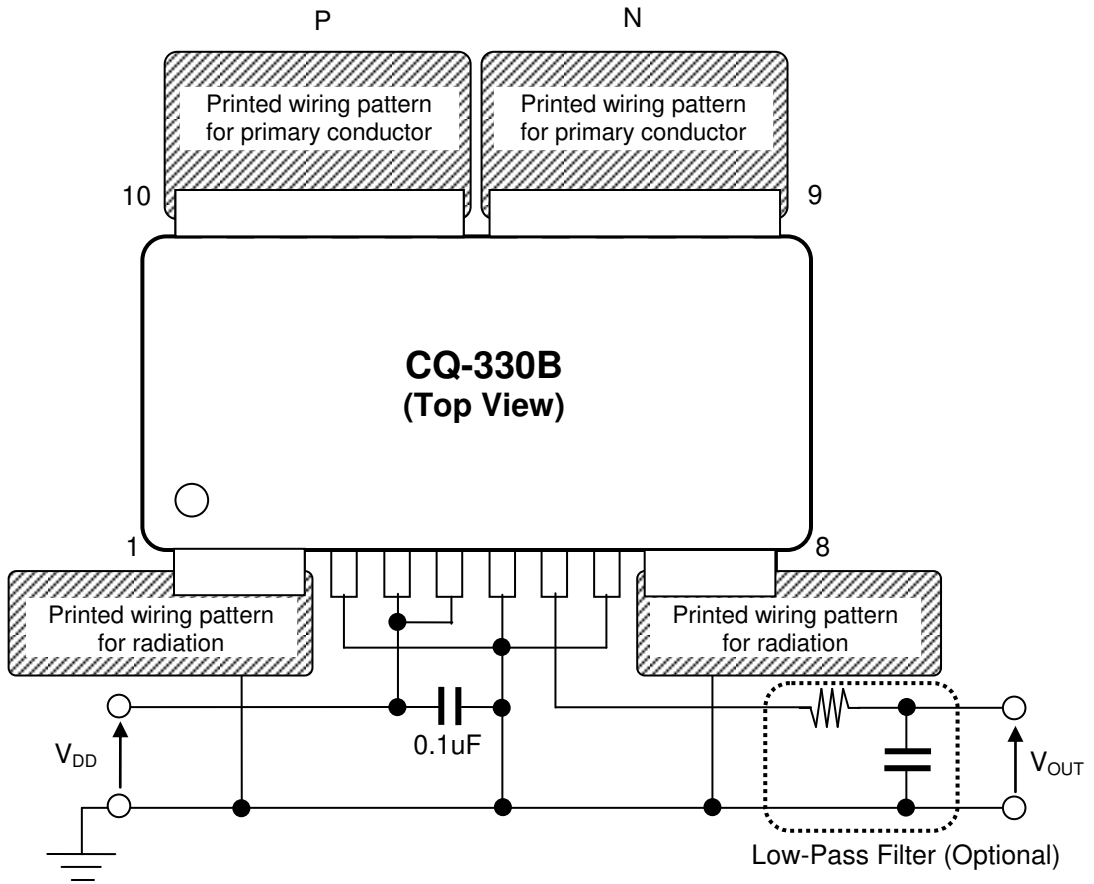 P
N
Printed wiring pattern
for primary conductor
Printed wiring pattern
for primary conductor
10
9
CQ-330B
(Top View)
1
8
Printed wiring pattern
for radiation
Printed wiring pattern
for radiation
0.1uF
VDD
VOUT
Low-Pass Filter (Optional)